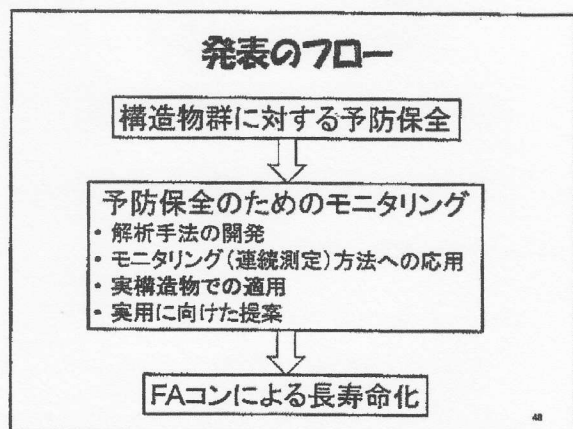 発表のフロー
構造物群に対する予防保全
予防保全のためのモニタリング
・解析手法の開発
・モニタリング(連続測定)方法への応用
・実構造物での適用
・実用に向けた提案
FAコンによる長寿命化
48